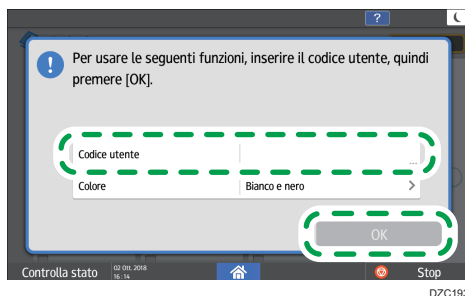 ?
Per usare le seguenti funzioni, inserire il codice utente, quindi
premere [OK].
Codice utente
...
Colore Bianco e nero >
OK
Controlla stato 02 Ott. 2018 Stop
16:14
DZC193